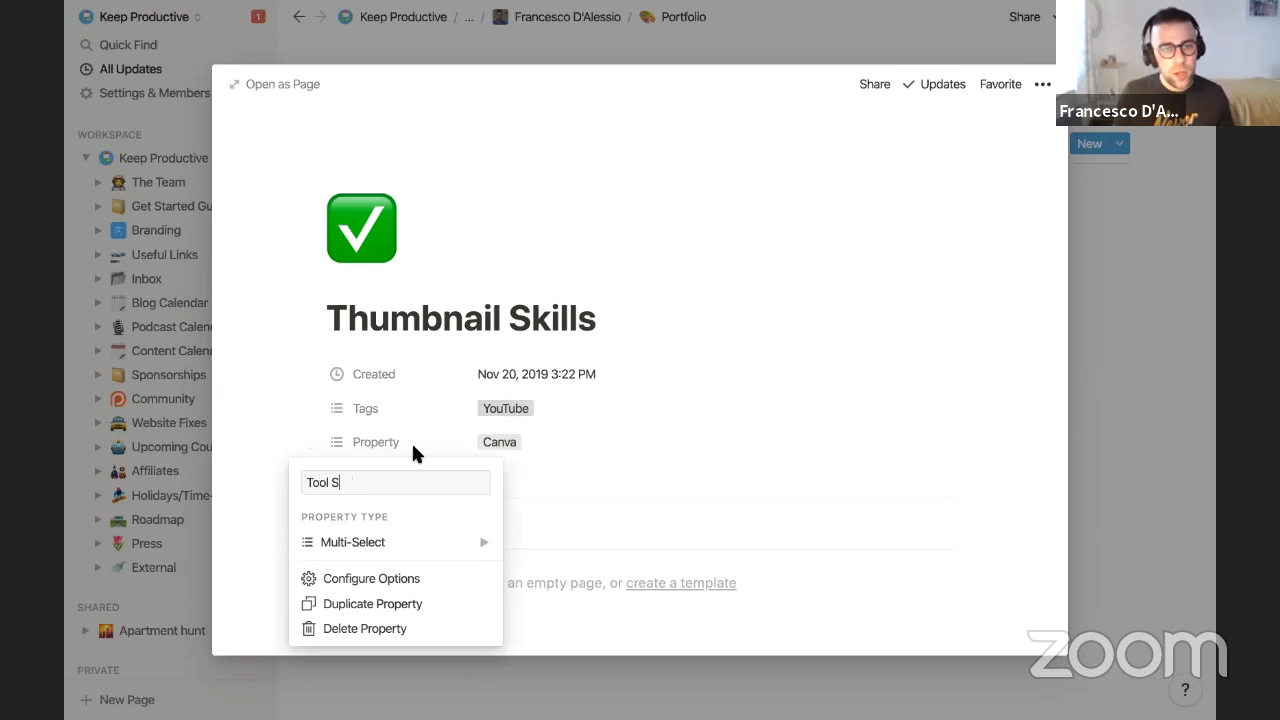 Keep Productive
1
Keep Productive / ... / Francesco D'Alessio / Portfolio
Share
Quick Find
All Updates
Settings & Members
WORKSPACE
Keep Productive
The Team
Get Started Gu
Branding
Useful Links
Inbox
Blog Calendar
Podcast Calen
Content Calen
Sponsorships
Community
Website Fixes
Upcoming Cou
Affiliates
Holidays/Time-
Roadmap
Press
External
SHARED
Apartment hunt
PRIVATE
New Page
Open as Page
Share
Updates
Favorite
Francesco D'A...
New
Thumbnail Skills
Created
Nov 20, 2019 3:22 PM
Tags
YouTube
Property
Canva
Tool S
PROPERTY TYPE
Multi-Select
Configure Options
Duplicate Property
Delete Property
an empty page, or create a template
zoom
?